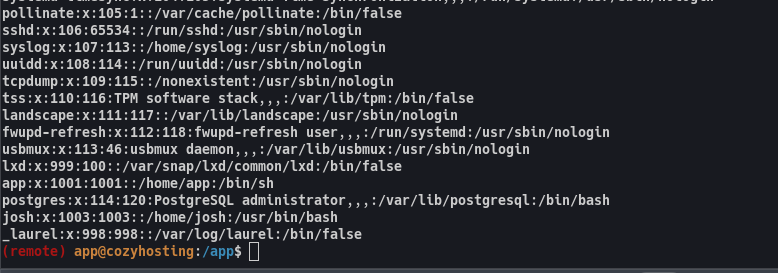 pollinate:x:105:1::/var/cache/pollinate:/bin/false
sshd:x:106:65534::/run/sshd:/usr/sbin/nologin
syslog:x:107:113::/home/syslog:/usr/sbin/nologin
uuidd:x:108:114::/run/uuidd:/usr/sbin/nologin
tcpdump:x:109:115::/nonexistent:/usr/sbin/nologin
tss:x:110:116:TPM software stack,,,:/var/lib/tpm:/bin/false
landscape:x:111:117::/var/lib/landscape:/usr/sbin/nologin
fwupd-refresh:x:112:118:fwupd-refresh user,,,:/run/systemd:/usr/sbin/nologin
usbmux:x:113:46:usbmux daemon,,,:/var/lib/usbmux:/usr/sbin/nologin
lxd:x:999:100::/var/snap/lxd/common/lxd:/bin/false
app:x:1001:1001::/home/app:/bin/sh
postgres:x:114:120:PostgreSQL administrator,,,:/var/lib/postgresql:/bin/bash
josh:x:1003:1003::/home/josh:/usr/bin/bash
_laurel:x:998:998::/var/log/laurel:/bin/false
(remote) app@cozyhosting:/app$